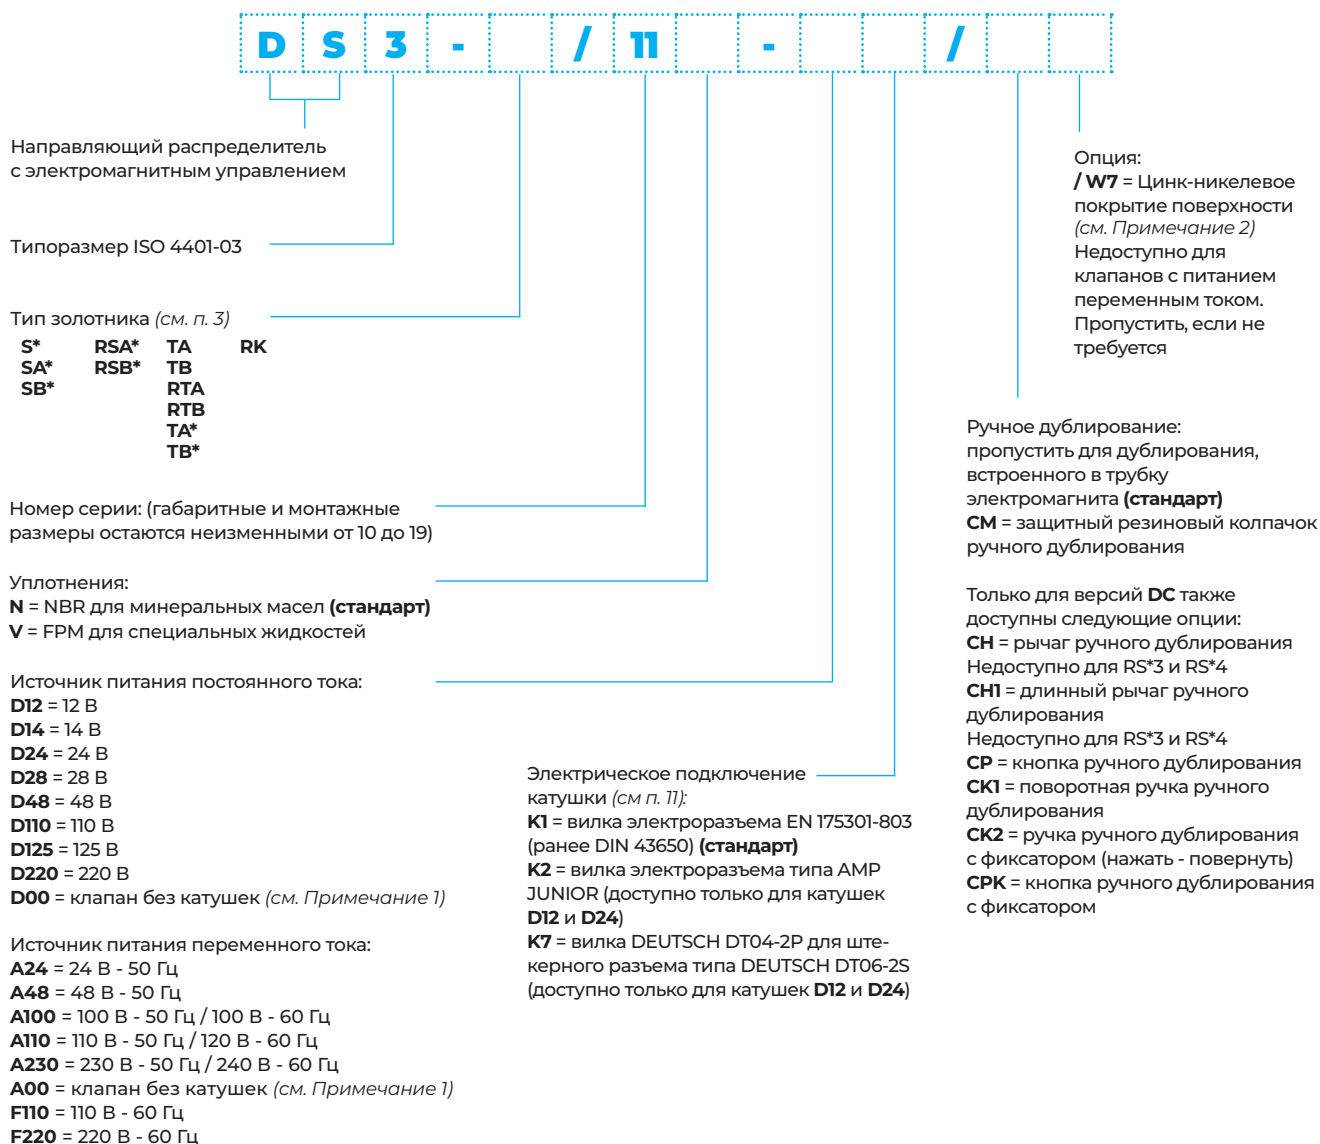 D S 3 - / 11 - /
Направляющий распределитель
с электромагнитным управлением
Типоразмер ISO 4401-03
Тип золотника (см. п. 3)
S* RSA* TA RK
SA* RSB* TB
SB* RTA
RTB
TA*
TB*
Номер серии: (габаритные и монтажные
размеры остаются неизменными от 10 до 19)
Уплотнения:
N = NBR для минеральных масел (стандарт)
V = FPM для специальных жидкостей
Источник питания постоянного тока:
D12 = 12 В
D14 = 14 В
D24 = 24 В
D28 = 28 В
D48 = 48 В
D110 = 110 В
D125 = 125 В
D220 = 220 В
D00 = клапан без катушек (см. Примечание 1)
Источник питания переменного тока:
A24 = 24 В - 50 Гц
A48 = 48 В - 50 Гц
A100 = 100 В - 50 Гц / 100 В - 60 Гц
A110 = 110 В - 50 Гц / 120 В - 60 Гц
A230 = 230 В - 50 Гц / 240 В - 60 Гц
A00 = клапан без катушек (см. Примечание 1)
F110 = 110 В - 60 Гц
F220 = 220 В - 60 Гц
Электрическое подключение
катушки (см п. 11):
K1 = вилка электроразъема EN 175301-803
(ранее DIN 43650) (стандарт)
K2 = вилка электроразъема типа AMP
JUNIOR (доступно только для катушек
D12 и D24)
K7 = вилка DEUTSCH DT04-2P для ште-
керного разъема типа DEUTSCH DT06-2S
(доступно только для катушек D12 и D24)
Опция:
/ W7 = Цинк-никелевое
покрытие поверхности
(см. Примечание 2)
Недоступно для
клапанов с питанием
переменным током.
Пропустить, если не
требуется
Ручное дублирование:
пропустить для дублирования,
встроенного в трубку
электромагнита (стандарт)
CM = защитный резиновый колпачок
ручного дублирования
Только для версий DC также
доступны следующие опции:
CH = рычаг ручного дублирования
Недоступно для RS*3 и RS*4
CH1 = длинный рычаг ручного
дублирования
Недоступно для RS*3 и RS*4
CP = кнопка ручного дублирования
CK1 = поворотная ручка ручного
дублирования
CK2 = ручка ручного дублирования
с фиксатором (нажать - повернуть)
CPK = кнопка ручного дублирования
с фиксатором